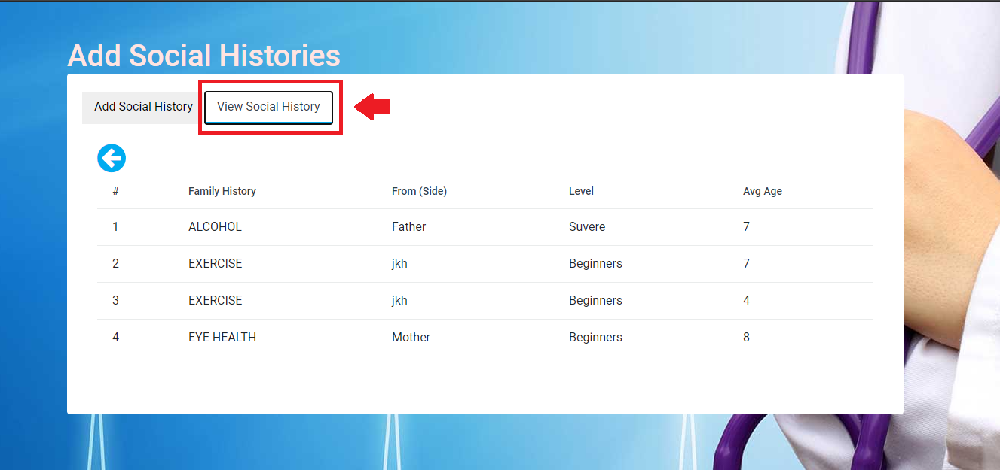 Add Social Histories
Add Social History View Social History
# Family History From (Side) Level Avg Age
1 ALCOHOL Father Suvere 7
2 EXERCISE jkh Beginners 7
3 EXERCISE jkh Beginners 4
4 EYE HEALTH Mother Beginners 8